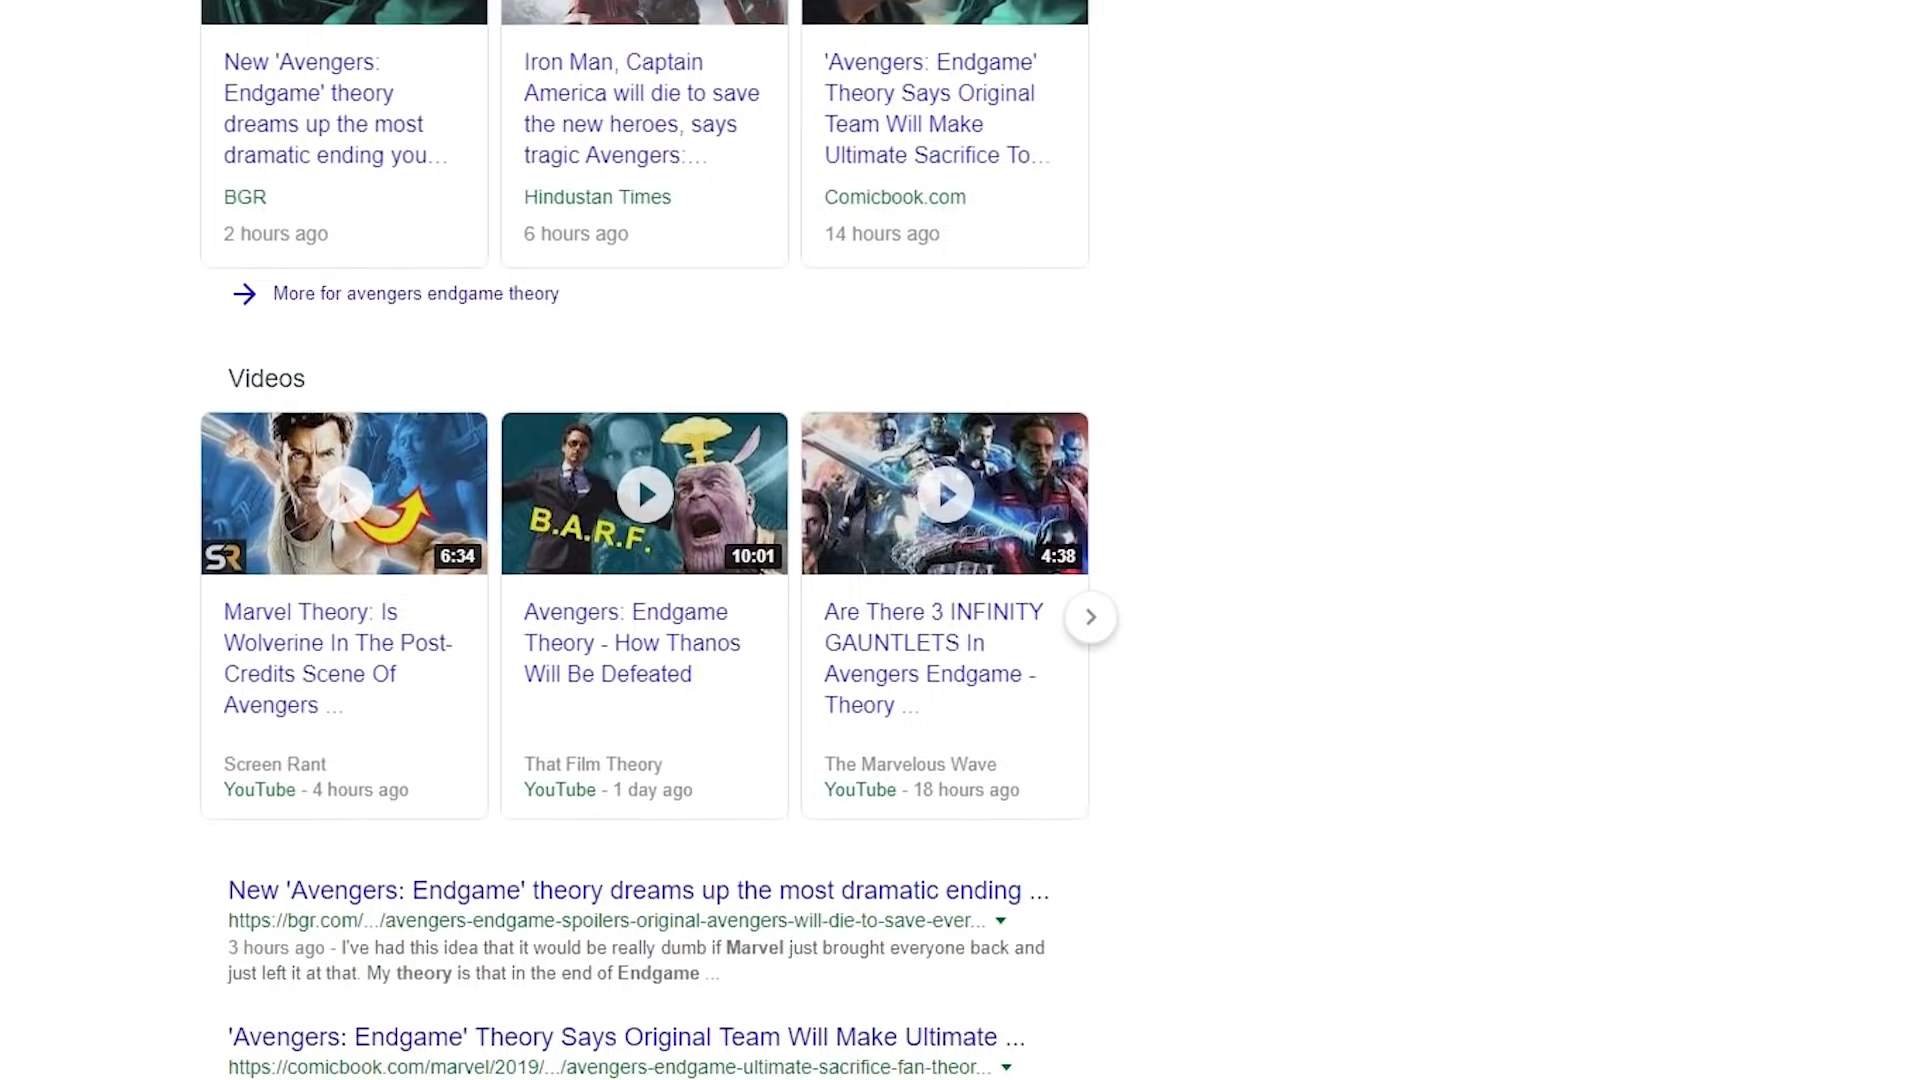 New 'Avengers:
Endgame' theory
dreams up the most
dramatic ending you...
BGR
2 hours ago
Iron Man, Captain
America will die to save
the new heroes, says
tragic Avengers:...
Hindustan Times
6 hours ago
'Avengers: Endgame'
Theory Says Original
Team Will Make
Ultimate Sacrifice To...
Comicbook.com
14 hours ago
More for avengers endgame theory
Videos
SR
6:34
Marvel Theory: Is
Wolverine In The Post-
Credits Scene Of
Avengers ...
Screen Rant
YouTube - 4 hours ago
B.A.R.F.
10:01
Avengers: Endgame
Theory - How Thanos
Will Be Defeated
That Film Theory
YouTube - 1 day ago
4:38
Are There 3 INFINITY
GAUNTLETS In
Avengers Endgame -
Theory ...
The Marvelous Wave
YouTube - 18 hours ago
New 'Avengers: Endgame' theory dreams up the most dramatic ending ...
https://bgr.com/.../avengers-endgame-spoilers-original-avengers-will-die-to-save-ever...
3 hours ago - I've had this idea that it would be really dumb if Marvel just brought everyone back and
just left it at that. My theory is that in the end of Endgame ...
'Avengers: Endgame' Theory Says Original Team Will Make Ultimate ...
https://comicbook.com/marvel/2019/.../avengers-endgame-ultimate-sacrifice-fan-theor...